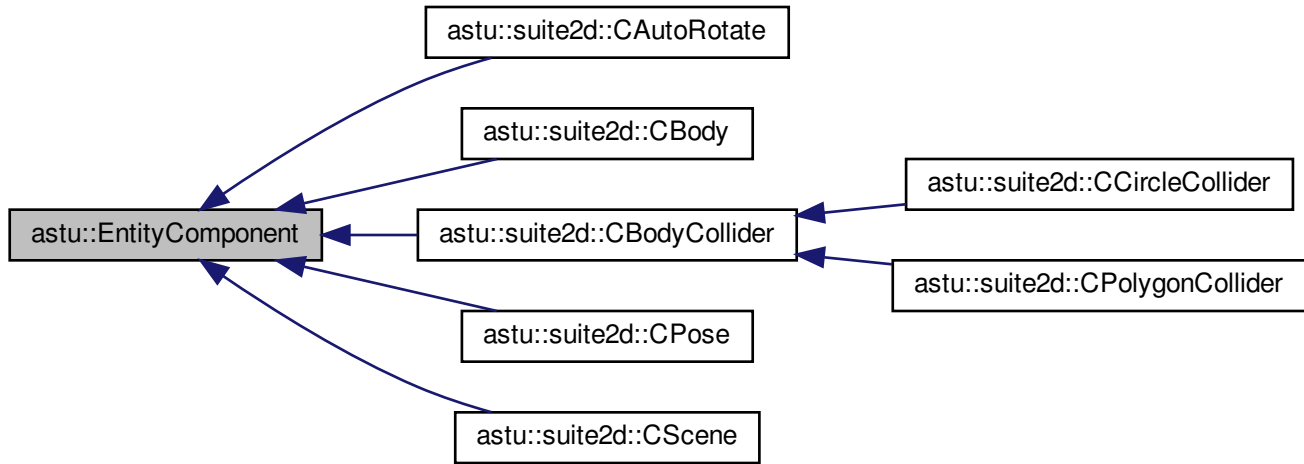 astu::suite2d::CAutoRotate
astu::suite2d::CBody
astu::suite2d::CCircleCollider
astu::EntityComponent
astu::suite2d::CBodyCollider
astu::suite2d::CPolygonCollider
astu::suite2d::CPose
astu::suite2d::CScene